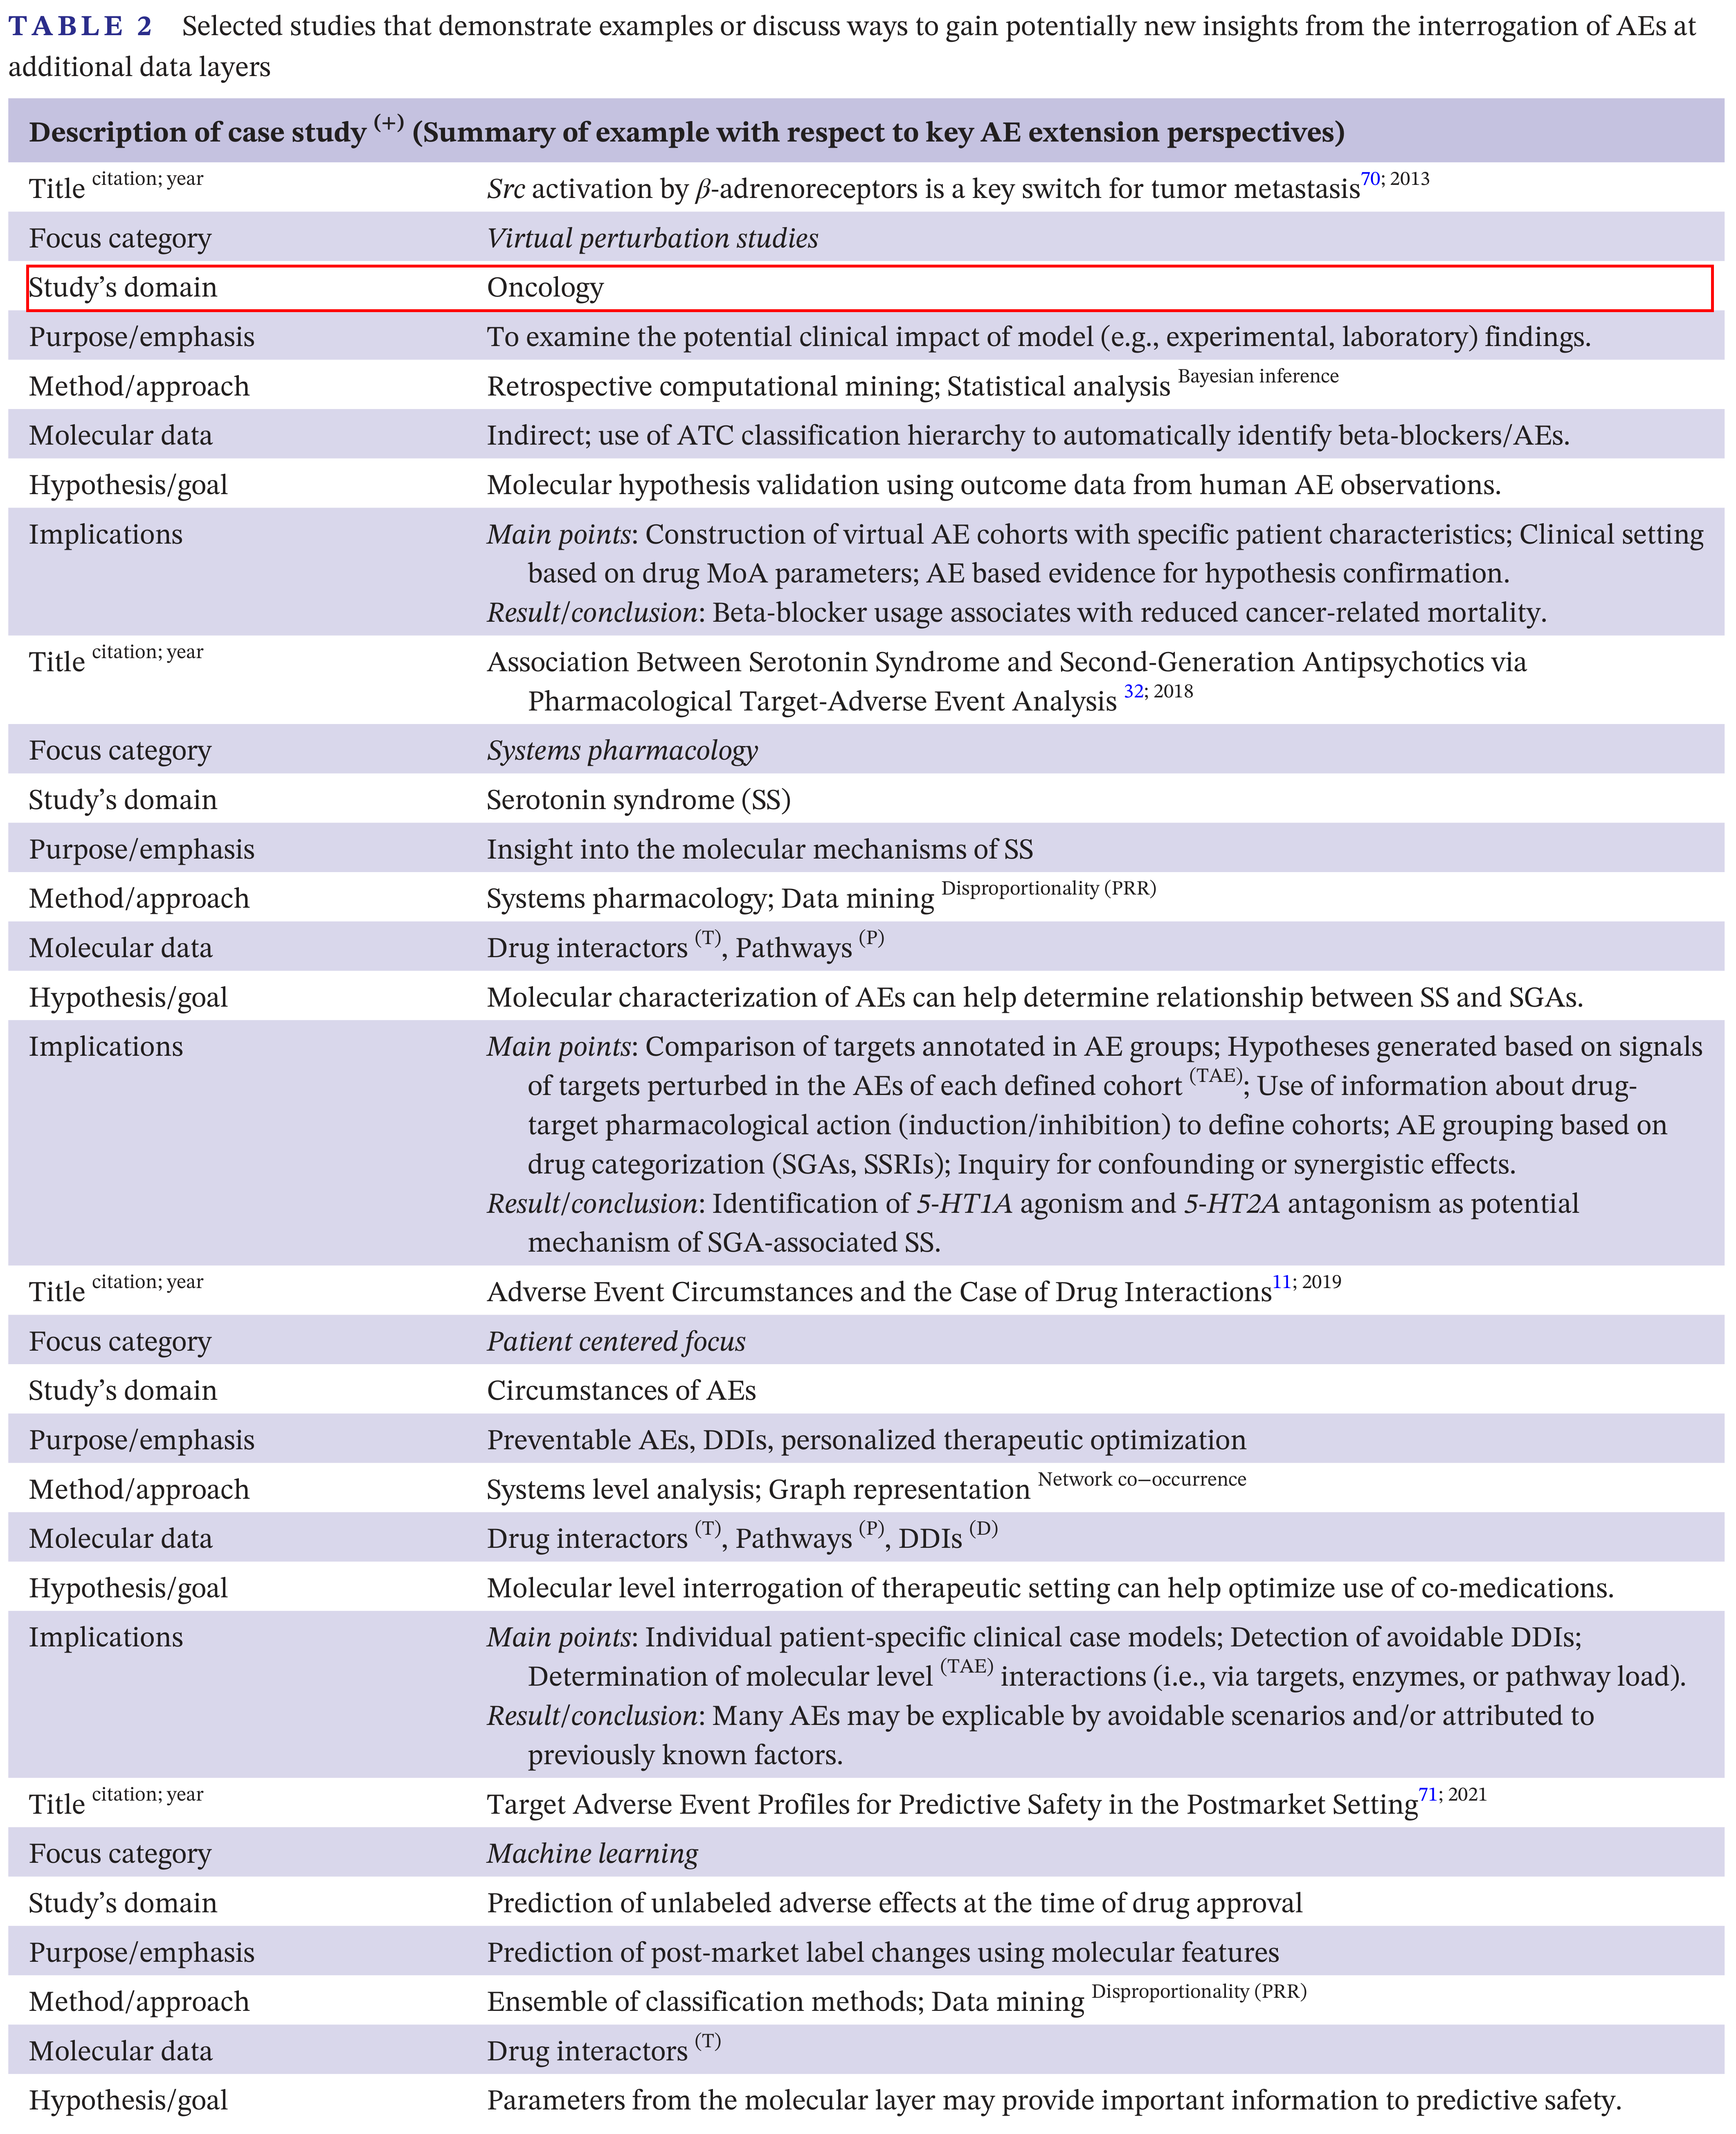 TABLE 2 Selected studies that demonstrate examples or discuss ways to gain potentially new insights from the interrogation of AEs at
additional data layers
Description of case study (+) (Summary of example with respect to key AE extension perspectives)
Title citation; year Src activation by β-adrenoreceptors is a key switch for tumor metastasis70; 2013
Focus category Virtual perturbation studies
Study’s domain Oncology
Purpose/emphasis To examine the potential clinical impact of model (e.g., experimental, laboratory) findings.
Method/approach Retrospective computational mining; Statistical analysis Bayesian inference
Molecular data Indirect; use of ATC classification hierarchy to automatically identify beta-blockers/AEs.
Hypothesis/goal Molecular hypothesis validation using outcome data from human AE observations.
Implications Main points: Construction of virtual AE cohorts with specific patient characteristics; Clinical setting
based on drug MoA parameters; AE based evidence for hypothesis confirmation.
Result/conclusion: Beta-blocker usage associates with reduced cancer-related mortality.
Title citation; year Association Between Serotonin Syndrome and Second-Generation Antipsychotics via
Pharmacological Target-Adverse Event Analysis 32; 2018
Focus category Systems pharmacology
Study’s domain Serotonin syndrome (SS)
Purpose/emphasis Insight into the molecular mechanisms of SS
Method/approach Systems pharmacology; Data mining Disproportionality (PRR)
Molecular data Drug interactors (T), Pathways (P)
Hypothesis/goal Molecular characterization of AEs can help determine relationship between SS and SGAs.
Implications Main points: Comparison of targets annotated in AE groups; Hypotheses generated based on signals
of targets perturbed in the AEs of each defined cohort (TAE); Use of information about drug-
target pharmacological action (induction/inhibition) to define cohorts; AE grouping based on
drug categorization (SGAs, SSRIs); Inquiry for confounding or synergistic effects.
Result/conclusion: Identification of 5-HT1A agonism and 5-HT2A antagonism as potential
mechanism of SGA-associated SS.
Title citation; year Adverse Event Circumstances and the Case of Drug Interactions11; 2019
Focus category Patient centered focus
Study’s domain Circumstances of AEs
Purpose/emphasis Preventable AEs, DDIs, personalized therapeutic optimization
Method/approach Systems level analysis; Graph representation Network co−occurrence
Molecular data Drug interactors (T), Pathways (P), DDIs (D)
Hypothesis/goal Molecular level interrogation of therapeutic setting can help optimize use of co-medications.
Implications Main points: Individual patient-specific clinical case models; Detection of avoidable DDIs;
Determination of molecular level (TAE) interactions (i.e., via targets, enzymes, or pathway load).
Result/conclusion: Many AEs may be explicable by avoidable scenarios and/or attributed to
previously known factors.
Title citation; year Target Adverse Event Profiles for Predictive Safety in the Postmarket Setting71; 2021
Focus category Machine learning
Study’s domain Prediction of unlabeled adverse effects at the time of drug approval
Purpose/emphasis Prediction of post-market label changes using molecular features
Method/approach Ensemble of classification methods; Data mining Disproportionality (PRR)
Molecular data Drug interactors (T)
Hypothesis/goal Parameters from the molecular layer may provide important information to predictive safety.